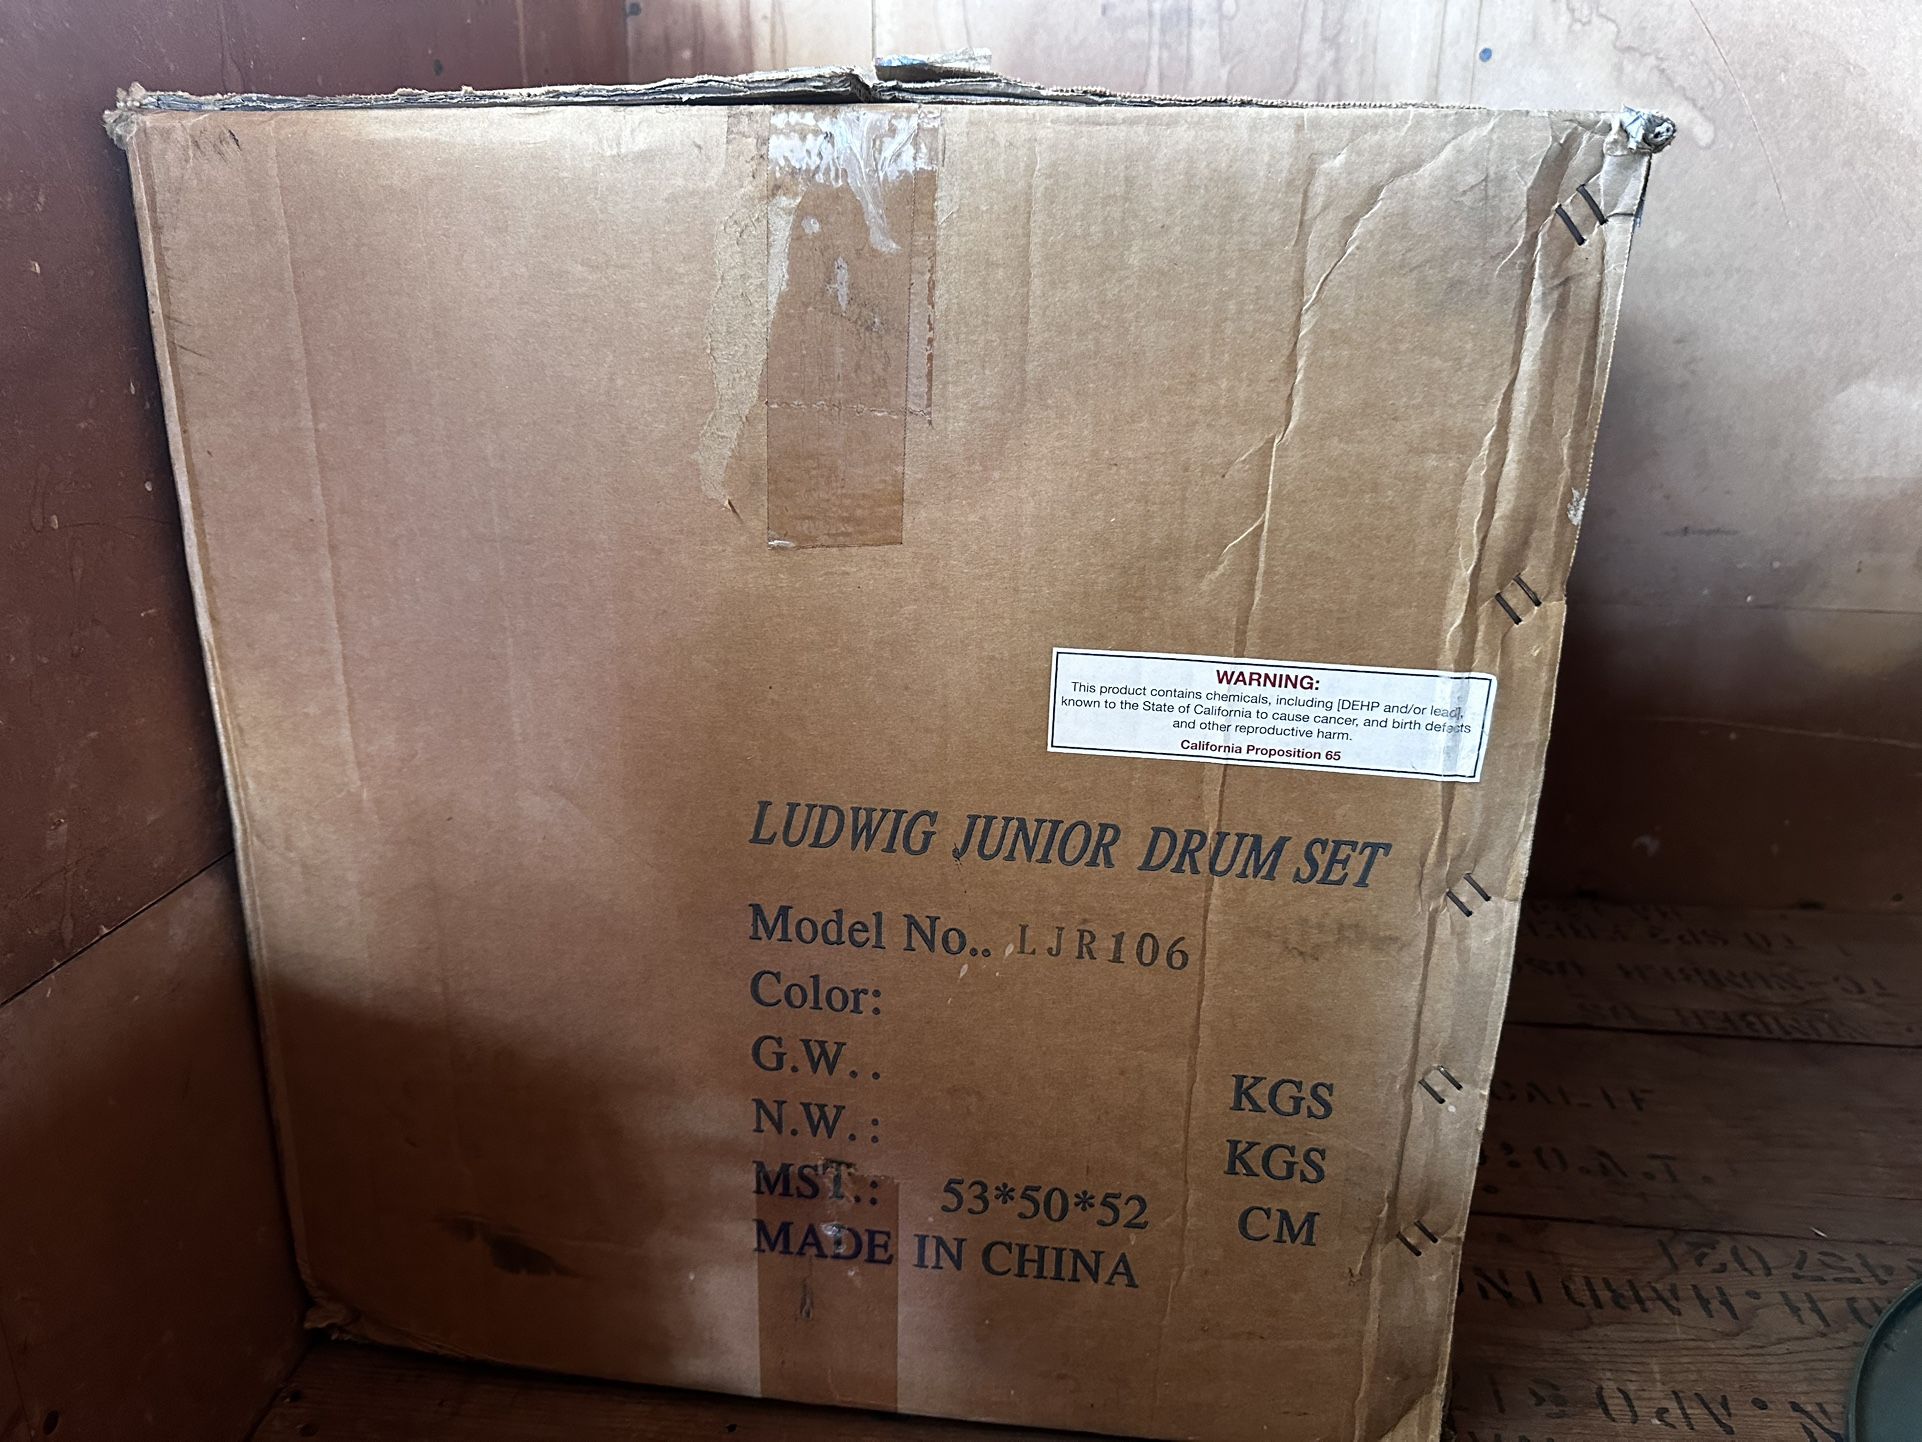 WARNING:
This product contains chemicals, including [DEHP and/or lead],
known to the State of California to cause cancer, and birth defects
and other reproductive harm.
California Proposition 65
LUDWIG JUNIOR DRUM SET
Model No.. LJR106
Color:
G.W.. KGS
N.W.: KGS
MST.: 53*50*52 CM
MADE IN CHINA